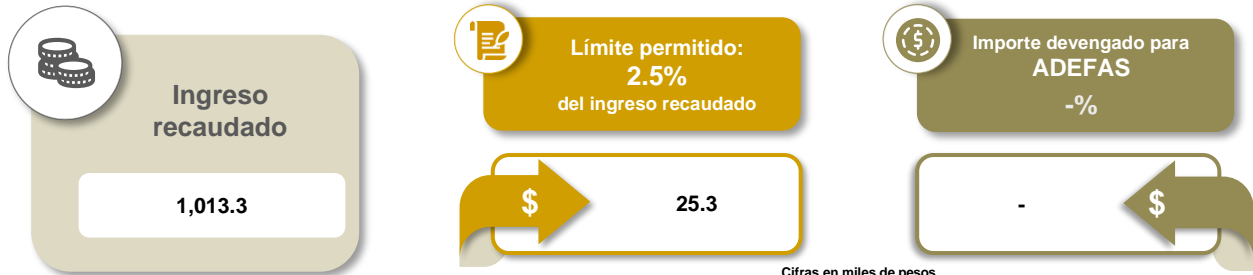 Ingreso
recaudado
1,013.3
Límite permitido:
2.5%
del ingreso recaudado
$
25.3
Importe devengado para
ADEFAS
-%
-
$
Cifras en miles de pesos